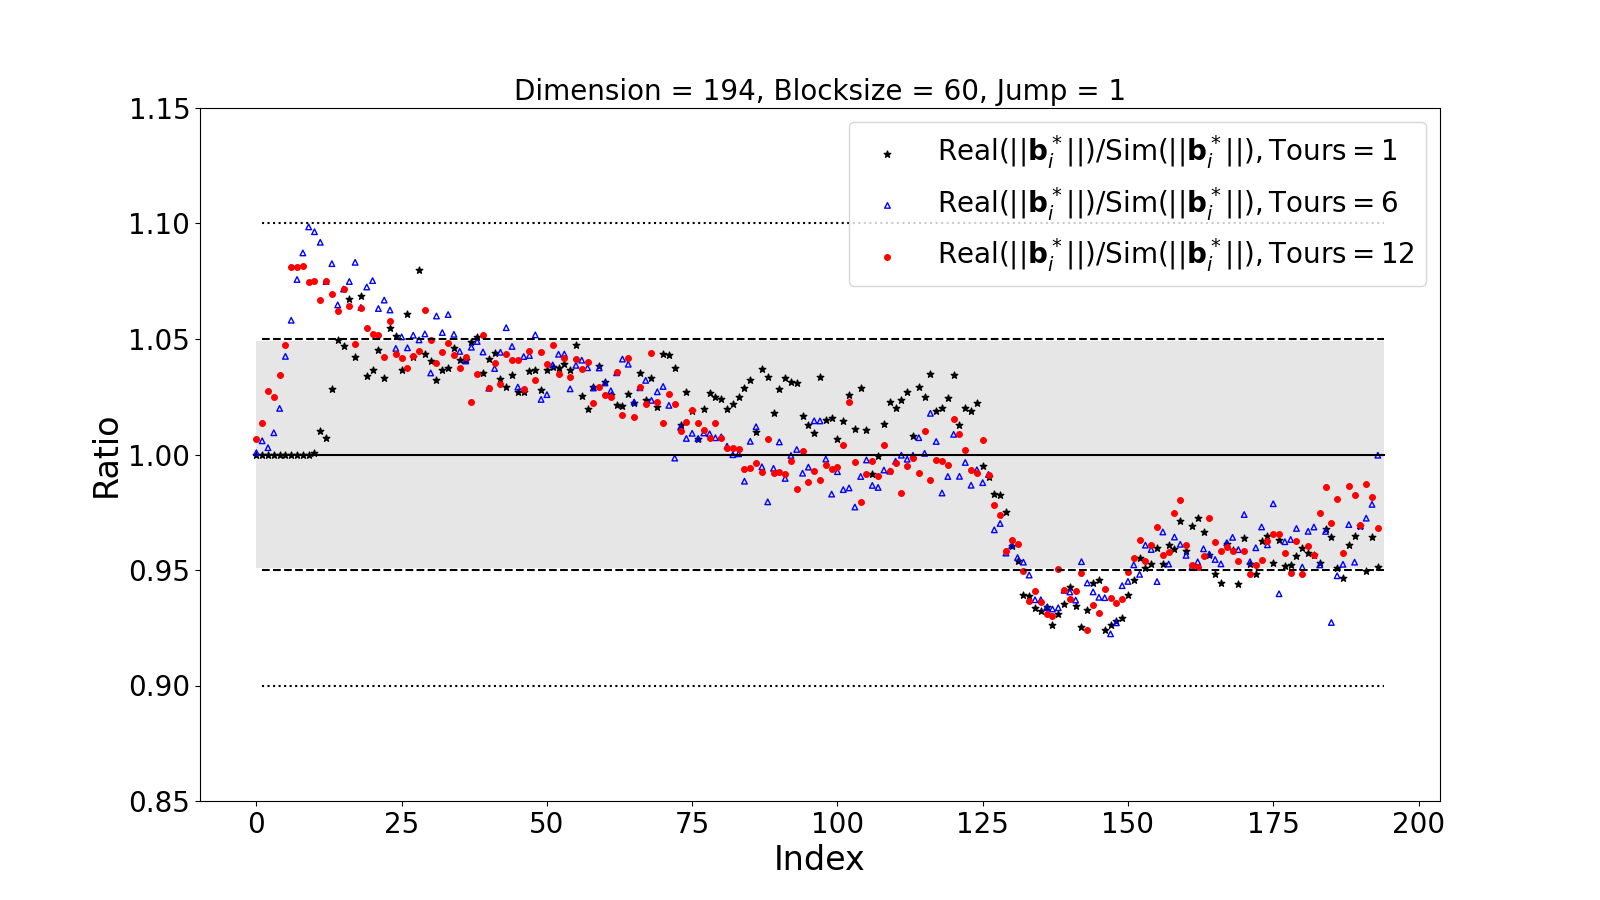 Dimension = 194, Blocksize = 60, Jump = 1
1.15
1.10
1.05
1.00
0.95
0.90
0.85
Ratio
Real(||b_i^*||)/Sim(||b_i^*||), Tours = 1
Real(||b_i^*||)/Sim(||b_i^*||), Tours = 6
Real(||b_i^*||)/Sim(||b_i^*||), Tours = 12
0 25 50 75 100 125 150 175 200
Index